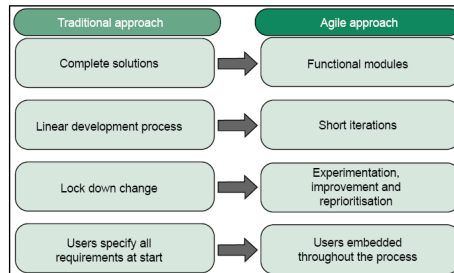 Traditional approach
Agile approach
Complete solutions
Functional modules
Linear development process
Short iterations
Lock down change
Experimentation,
improvement and
reprioritisation
Users specify all
requirements at start
Users embedded
throughout the process